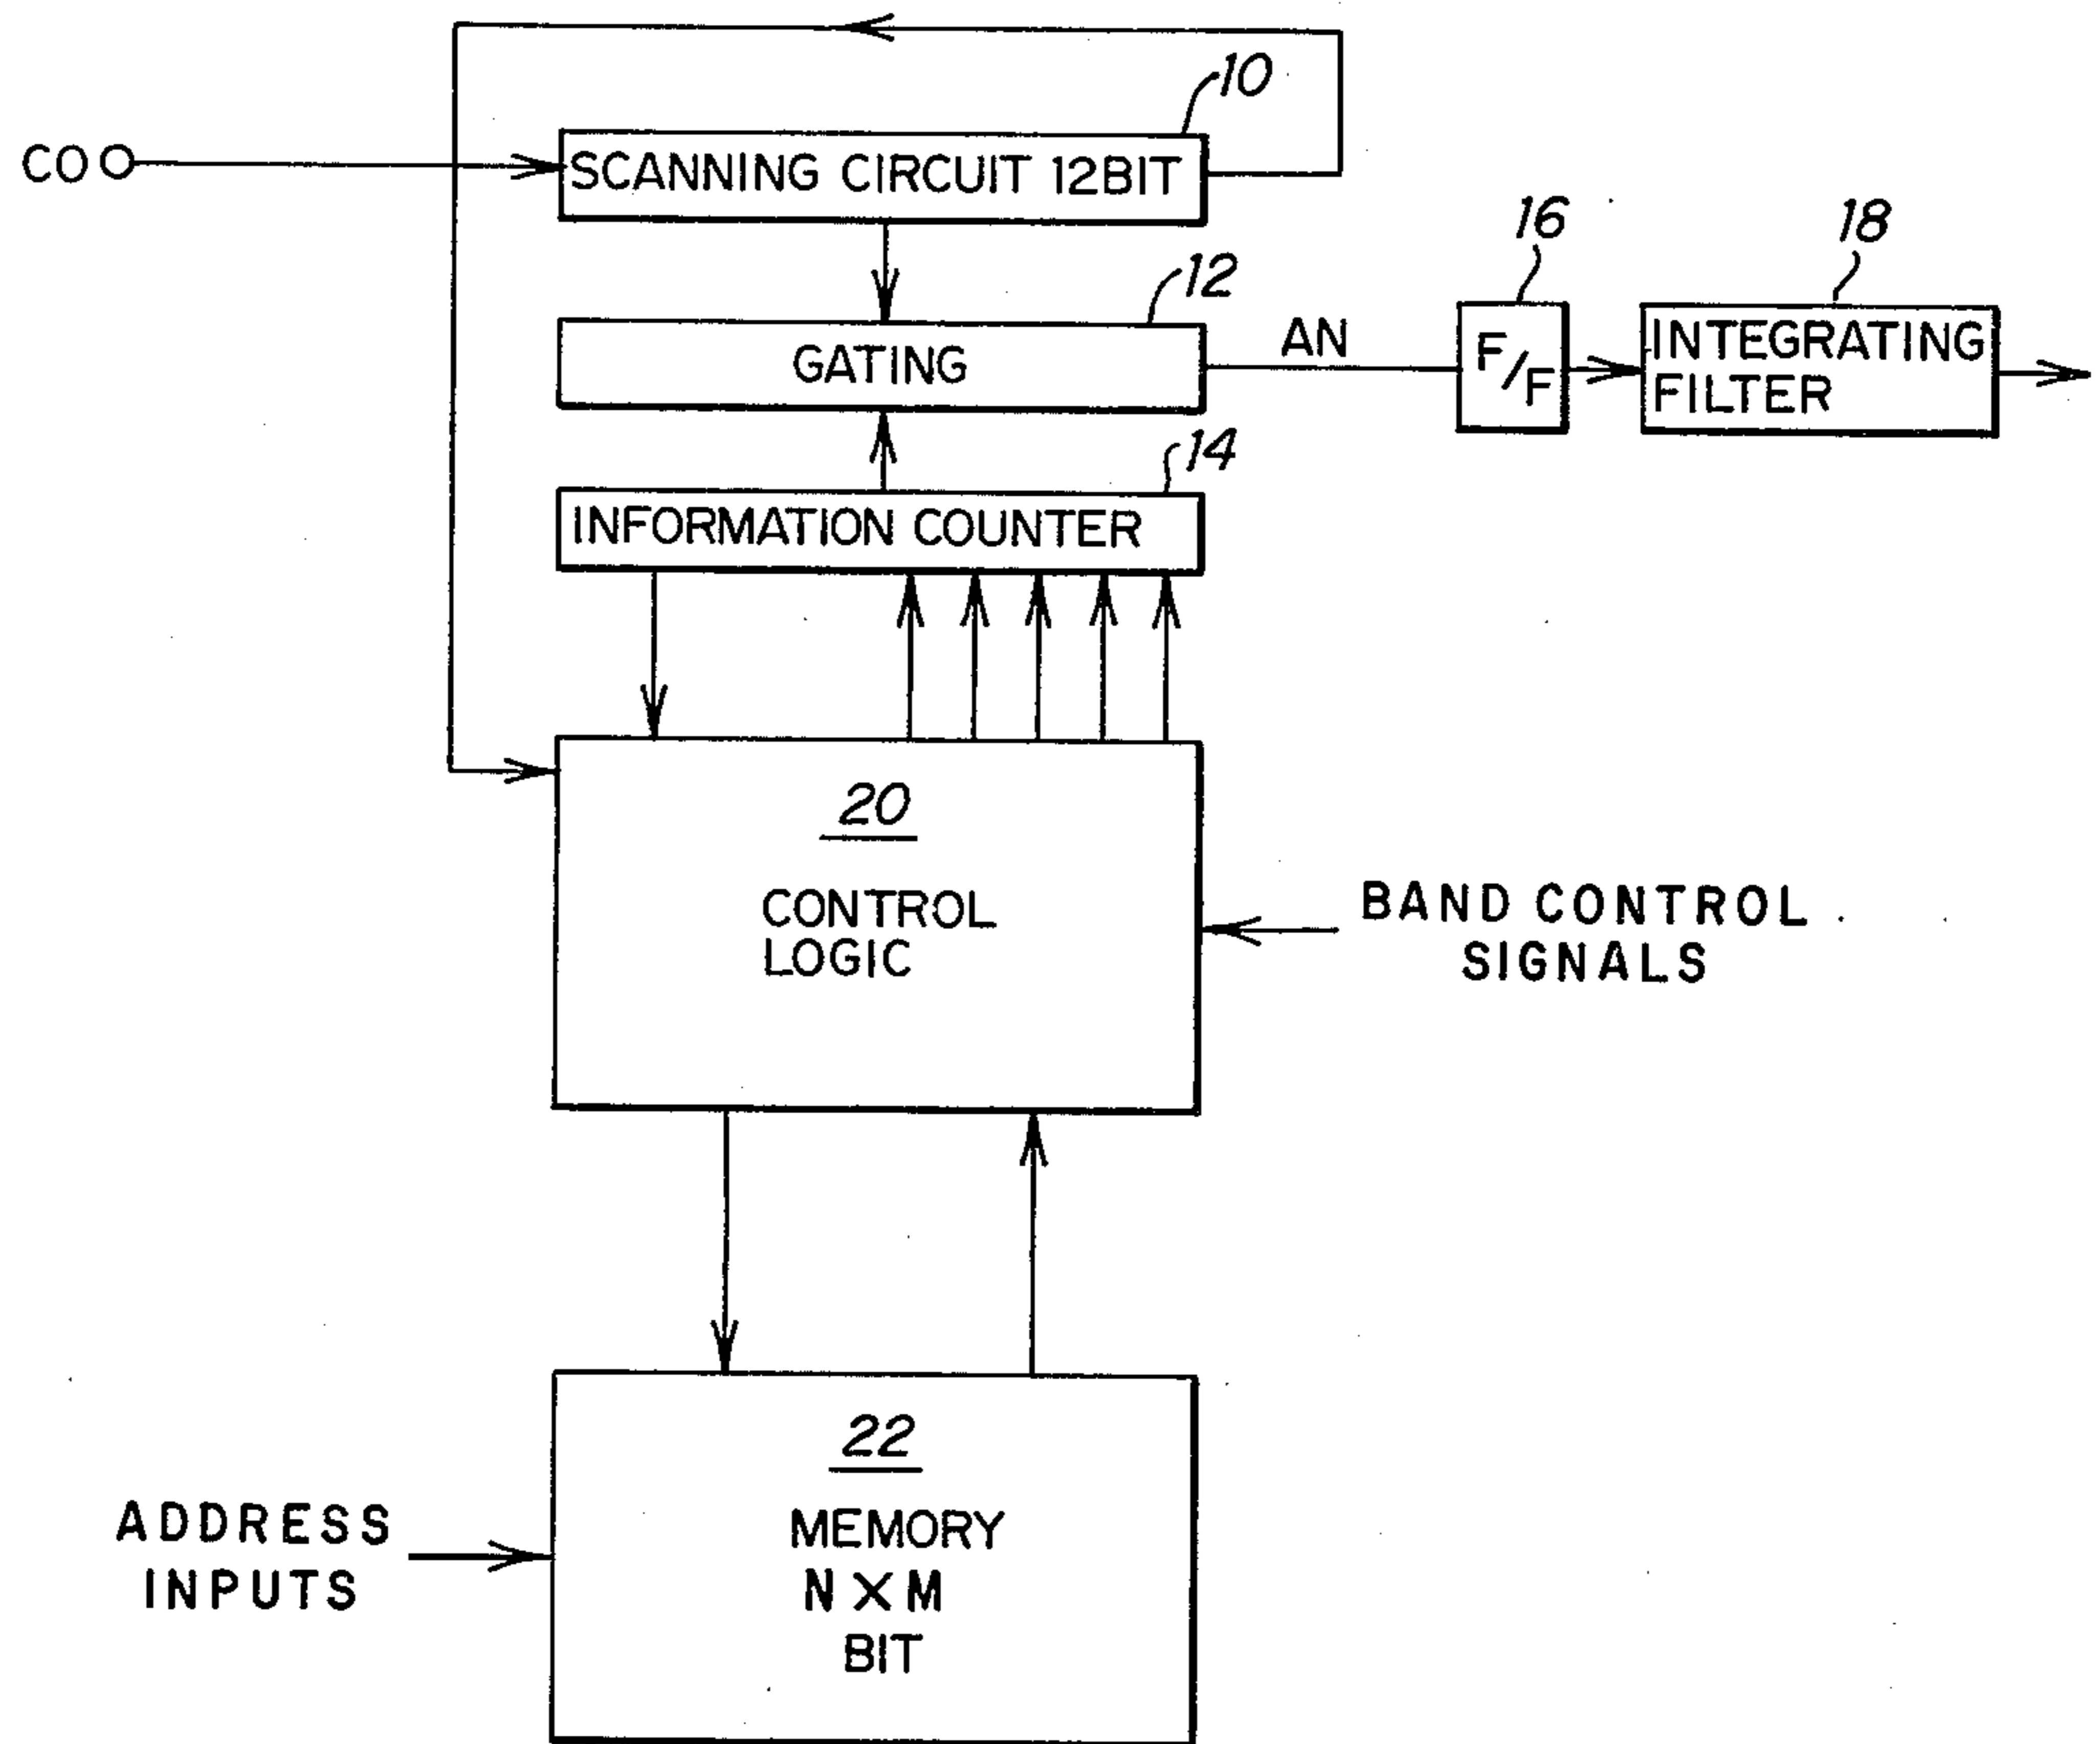 10
CO
SCANNING CIRCUIT 12BIT
16
18
12
GATING
AN
F/F
INTEGRATING
FILTER
14
INFORMATION COUNTER
20
CONTROL
LOGIC
BAND CONTROL
SIGNALS
22
ADDRESS
INPUTS
MEMORY
N X M
BIT